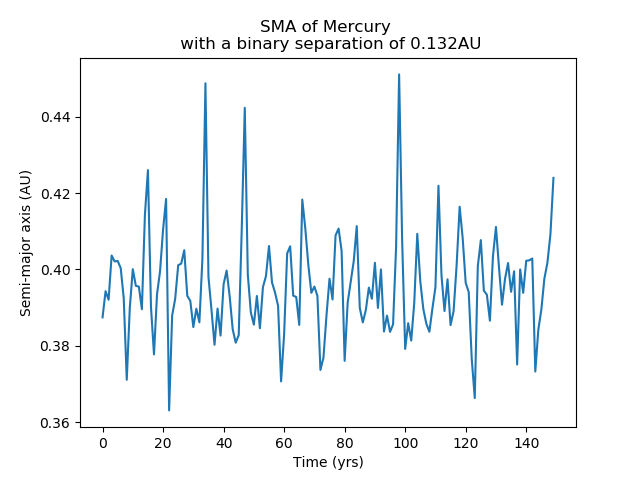 SMA of Mercury
with a binary separation of 0.132AU
Semi-major axis (AU)
0.44
0.42
0.40
0.38
0.36
0 20 40 60 80 100 120 140
Time (yrs)